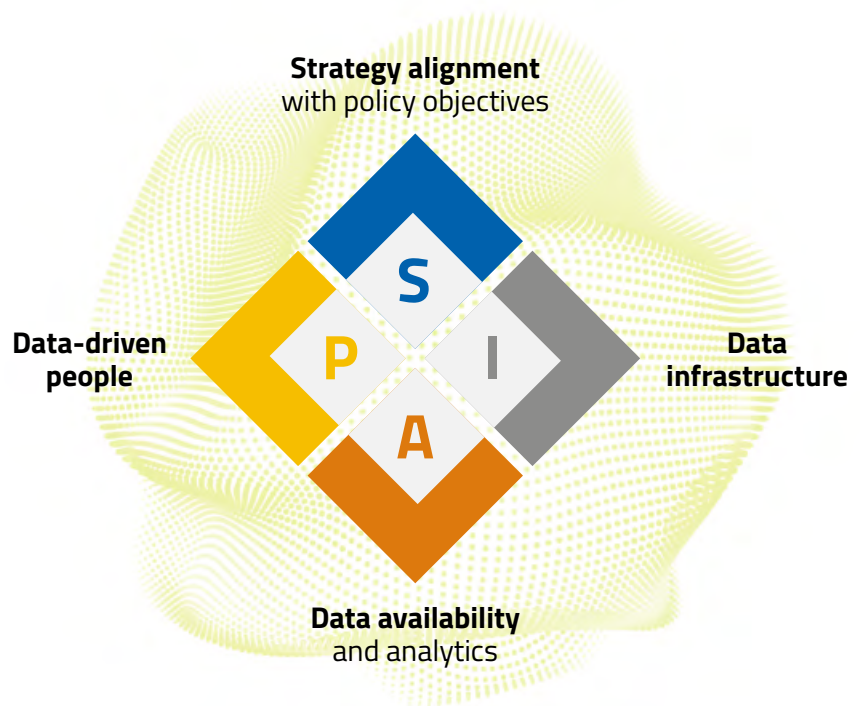 Strategy alignment
with policy objectives
S
Data-driven
people
P
I
Data
infrastructure
A
Data availability
and analytics